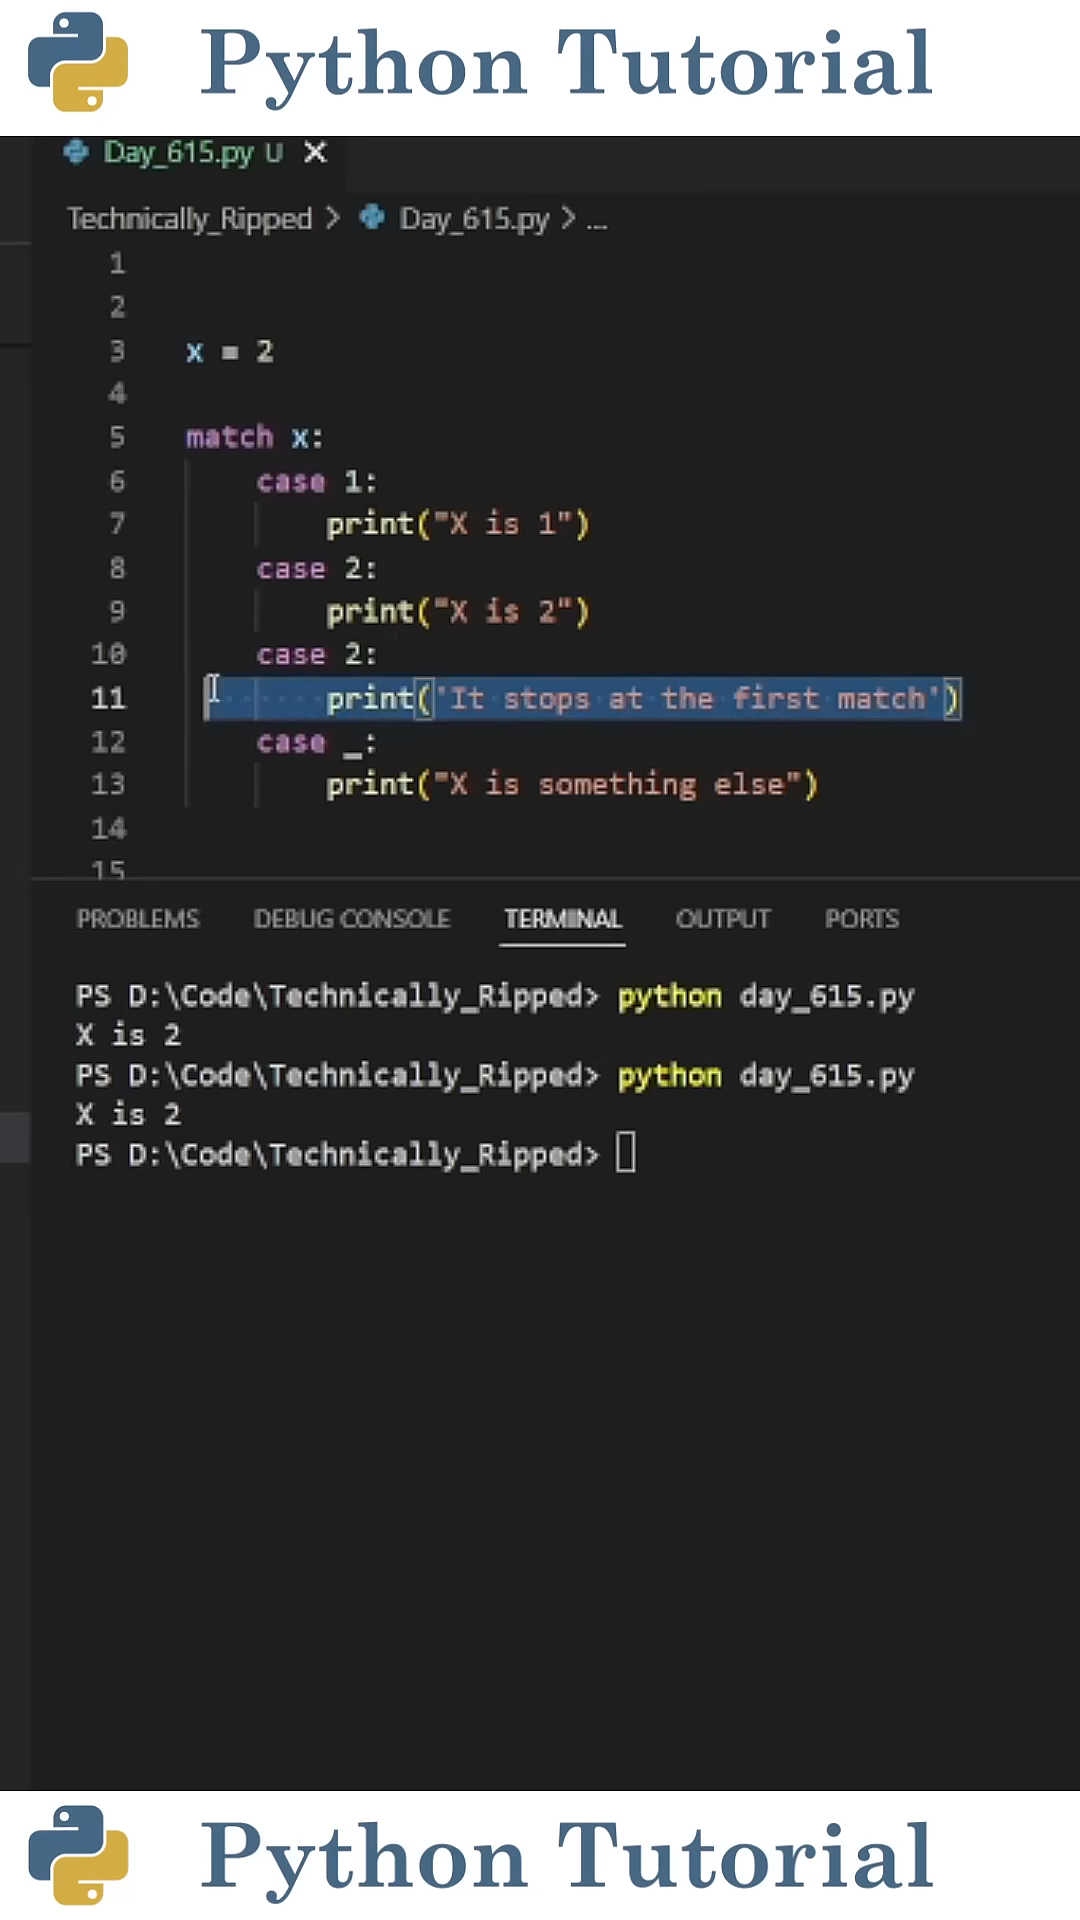 Python Tutorial
Day_615.py U
Technically_Ripped > Day_615.py > ...
1
2
3 x = 2
4
5 match x:
6 case 1:
7 print("X is 1")
8 case 2:
9 print("X is 2")
10 case 2:
11 print('It stops at the first match')
12 case _:
13 print("X is something else")
14
15
PROBLEMS DEBUG CONSOLE TERMINAL OUTPUT PORTS
PS D:\Code\Technically_Ripped> python day_615.py
X is 2
PS D:\Code\Technically_Ripped> python day_615.py
X is 2
PS D:\Code\Technically_Ripped>
Python Tutorial